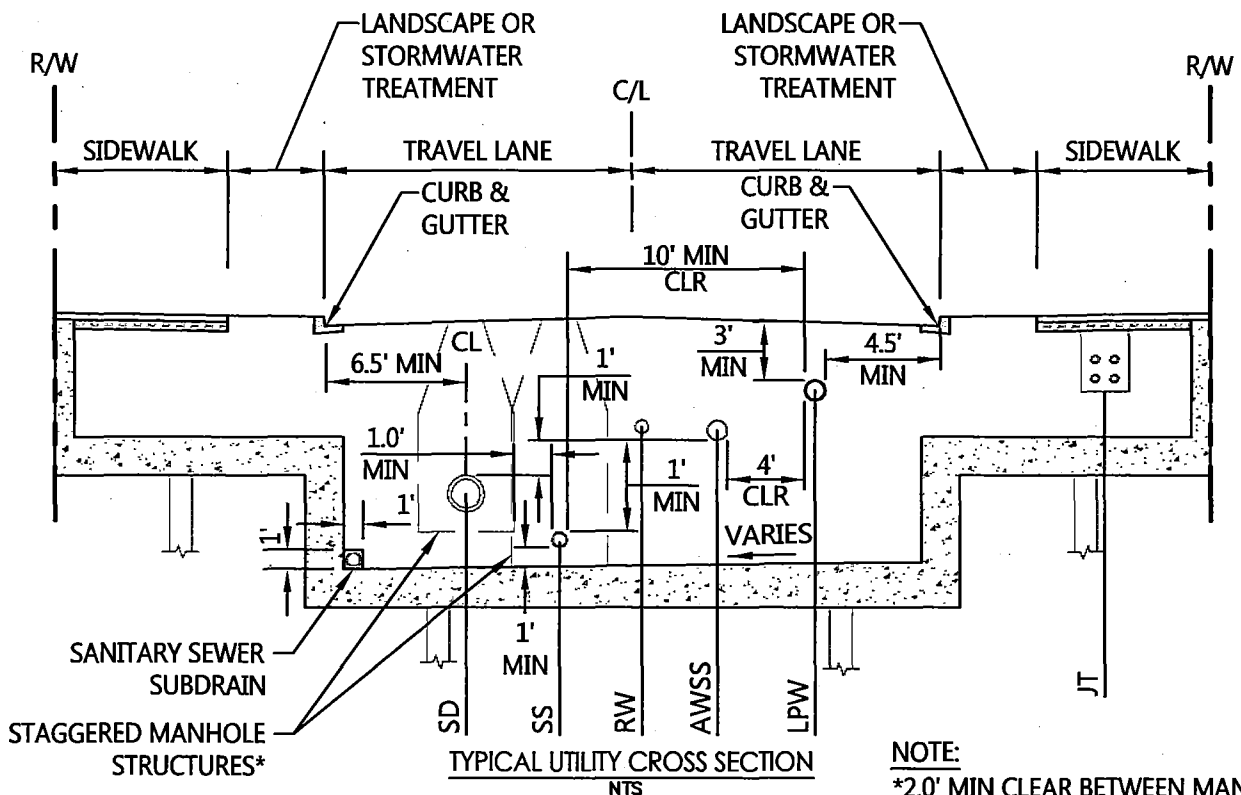 LANDSCAPE OR
STORMWATER
TREATMENT
LANDSCAPE OR
STORMWATER
TREATMENT
R/W
C/L
R/W
SIDEWALK
TRAVEL LANE
TRAVEL LANE
SIDEWALK
CURB &
GUTTER
CURB &
GUTTER
10' MIN
CLR
CL
6.5' MIN
1'
MIN
3'
MIN
4.5'
MIN
1.0'
MIN
1'
MIN
4'
CLR
1'
1'
VARIES
1'
MIN
SANITARY SEWER
SUBDRAIN
STAGGERED MANHOLE
STRUCTURES*
SD
SS
RW
AWSS
LPW
JT
TYPICAL UTILITY CROSS SECTION
NTS
NOTE:
*2.0' MIN CLEAR BETWEEN MAN